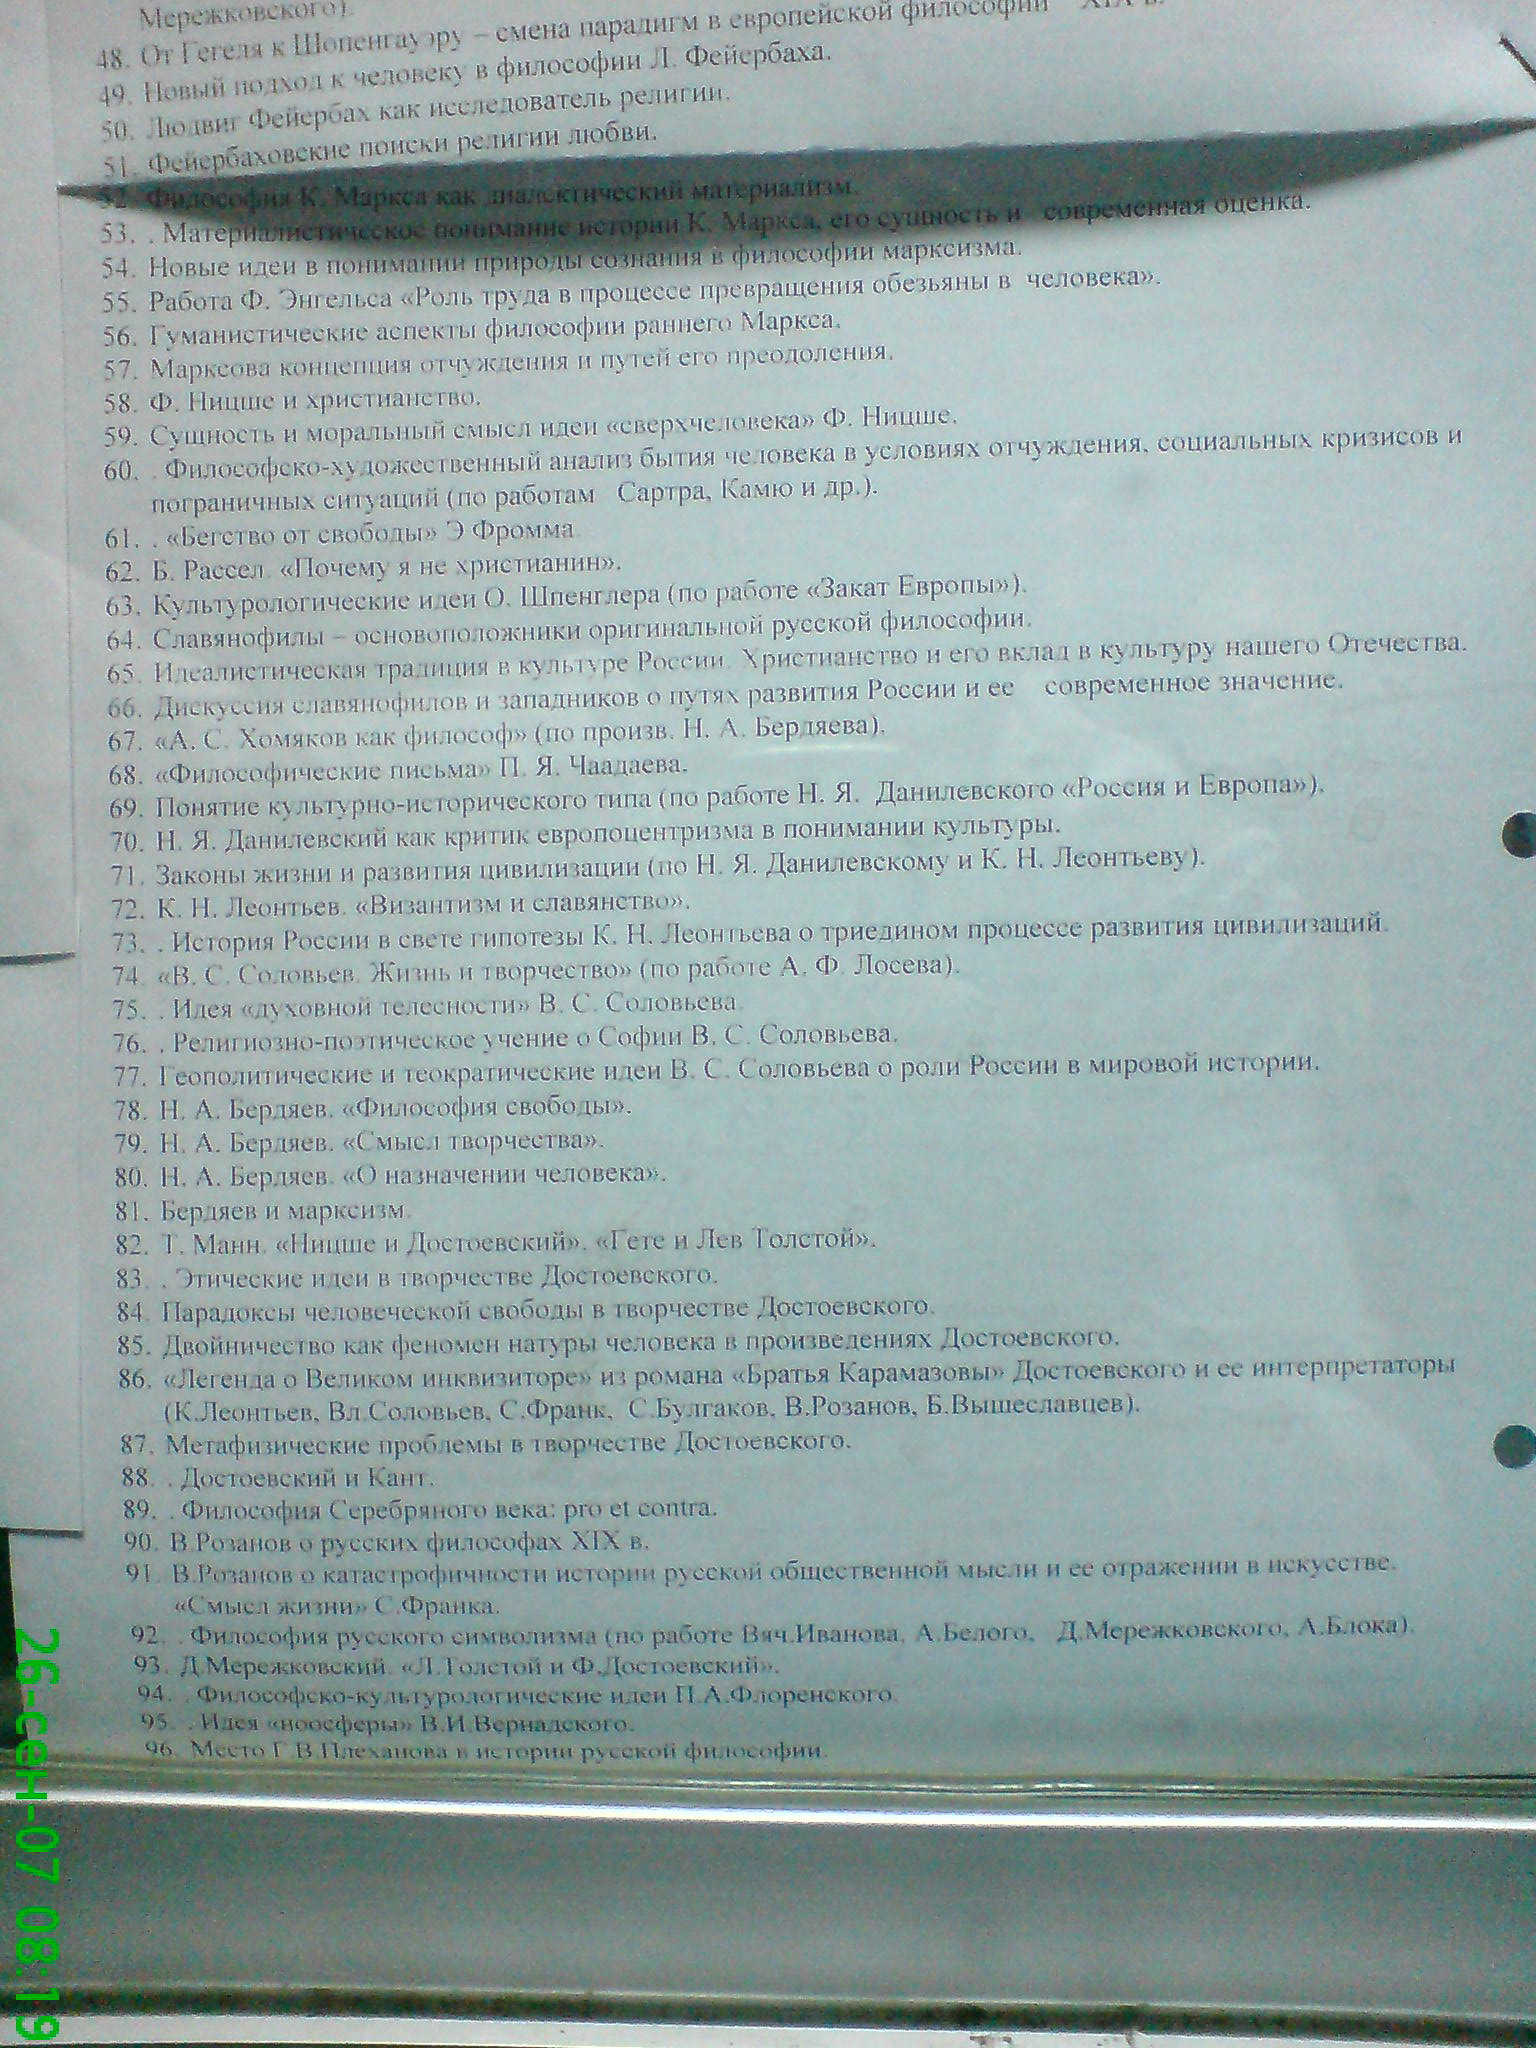 Мережковского).
48. От Гегеля к Шопенгауэру – смена парадигм в европейской философии XIX в.
49. Новый подход к человеку в философии Л. Фейербаха.
50. Людвиг Фейербах как исследователь религии.
51. Фейербаховские поиски религии любви.
52. Философия К. Маркса как диалектический материализм.
53. . Материалистическое понимание истории К. Маркса, его сущность и современная оценка.
54. Новые идеи в понимании природы сознания в философии марксизма.
55. Работа Ф. Энгельса «Роль труда в процессе превращения обезьяны в человека».
56. Гуманистические аспекты философии раннего Маркса.
57. Марксова концепция отчуждения и путей его преодоления.
58. Ф. Ницше и христианство.
59. Сущность и моральный смысл идеи «сверхчеловека» Ф. Ницше.
60. . Философско-художественный анализ бытия человека в условиях отчуждения, социальных кризисов и
пограничных ситуаций (по работам Сартра, Камю и др.).
61. . «Бегство от свободы» Э Фромма
62. Б. Рассел. «Почему я не христианин».
63. Культурологические идеи О. Шпенглера (по работе «Закат Европы»).
64. Славянофилы – основоположники оригинальной русской философии.
65. Идеалистическая традиция в культуре России. Христианство и его вклад в культуру нашего Отечества.
66. Дискуссия славянофилов и западников о путях развития России и ее современное значение.
67. «А. С. Хомяков как философ» (по произв. Н. А. Бердяева).
68. «Философические письма» П. Я. Чаадаева.
69. Понятие культурно-исторического типа (по работе Н. Я. Данилевского «Россия и Европа»).
70. Н. Я. Данилевский как критик европоцентризма в понимании культуры.
71. Законы жизни и развития цивилизации (по Н. Я. Данилевскому и К. Н. Леонтьеву).
72. К. Н. Леонтьев. «Византизм и славянство».
73. . История России в свете гипотезы К. Н. Леонтьева о триедином процессе развития цивилизаций.
74. «В. С. Соловьев. Жизнь и творчество» (по работе А. Ф. Лосева).
75. . Идея «духовной телесности» В. С. Соловьева.
76. . Религиозно-поэтическое учение о Софии В. С. Соловьева.
77. Геополитические и теократические идеи В. С. Соловьева о роли России в мировой истории.
78. Н. А. Бердяев. «Философия свободы».
79. Н. А. Бердяев. «Смысл творчества».
80. Н. А. Бердяев. «О назначении человека».
81. Бердяев и марксизм.
82. Т. Манн. «Ницше и Достоевский». «Гете и Лев Толстой».
83. . Этические идеи в творчестве Достоевского.
84. Парадоксы человеческой свободы в творчестве Достоевского.
85. Двойничество как феномен натуры человека в произведениях Достоевского.
86. «Легенда о Великом инквизиторе» из романа «Братья Карамазовы» Достоевского и ее интерпретаторы
(К.Леонтьев, Вл.Соловьев, С.Франк, С.Булгаков, В.Розанов, Б.Вышеславцев).
87. Метафизические проблемы в творчестве Достоевского.
88. . Достоевский и Кант.
89. . Философия Серебряного века: pro et contra.
90. В.Розанов о русских философах XIX в.
91. В.Розанов о катастрофичности истории русской общественной мысли и ее отражении в искусстве.
«Смысл жизни» С.Франка.
92. . Философия русского символизма (по работе Вяч.Иванова, А.Белого, Д.Мережковского, А.Блока).
93. Д.Мережковский. «Л.Толстой и Ф.Достоевский».
94. . Философско-культурологические идеи П.А.Флоренского.
95. . Идея «ноосферы» В.И.Вернадского.
96. Место Г.В.Плеханова в истории русской философии.
26-сен-07 08:19